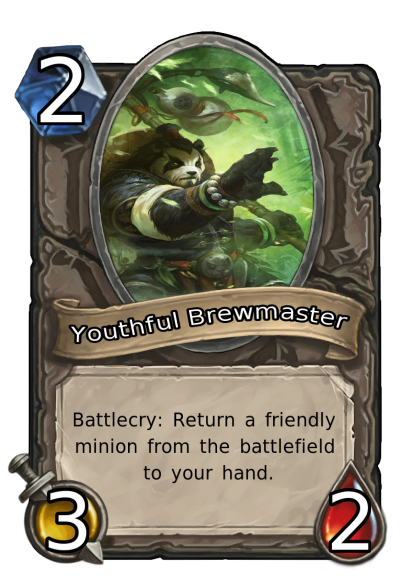 2
Youthful Brewmaster
Battlecry: Return a friendly
minion from the battlefield
to your hand.
3
2